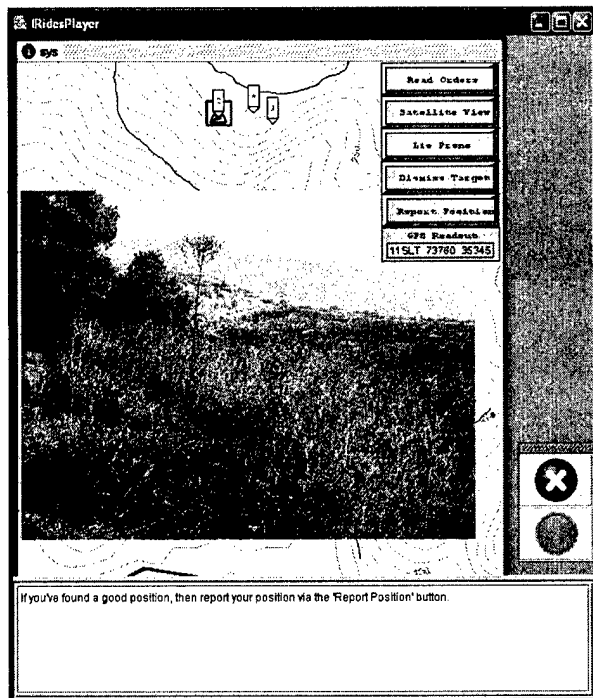 iRidesPlayer
sys
Read Orders
Satellite View
Lie Prone
Dismiss Target
Report Position
GPS Readout
11SLT 73760 35345
If you've found a good position, then report your position via the 'Report Position' button.